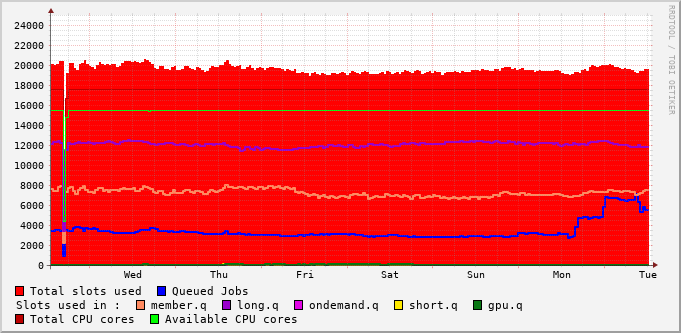 RRDTOOL / TOBI OETIKER
24000
22000
20000
18000
16000
14000
12000
10000
8000
6000
4000
2000
0
Wed Thu Fri Sat Sun Mon Tue
Total slots used Queued Jobs
Slots used in : member.q long.q ondemand.q short.q gpu.q
Total CPU cores Available CPU cores